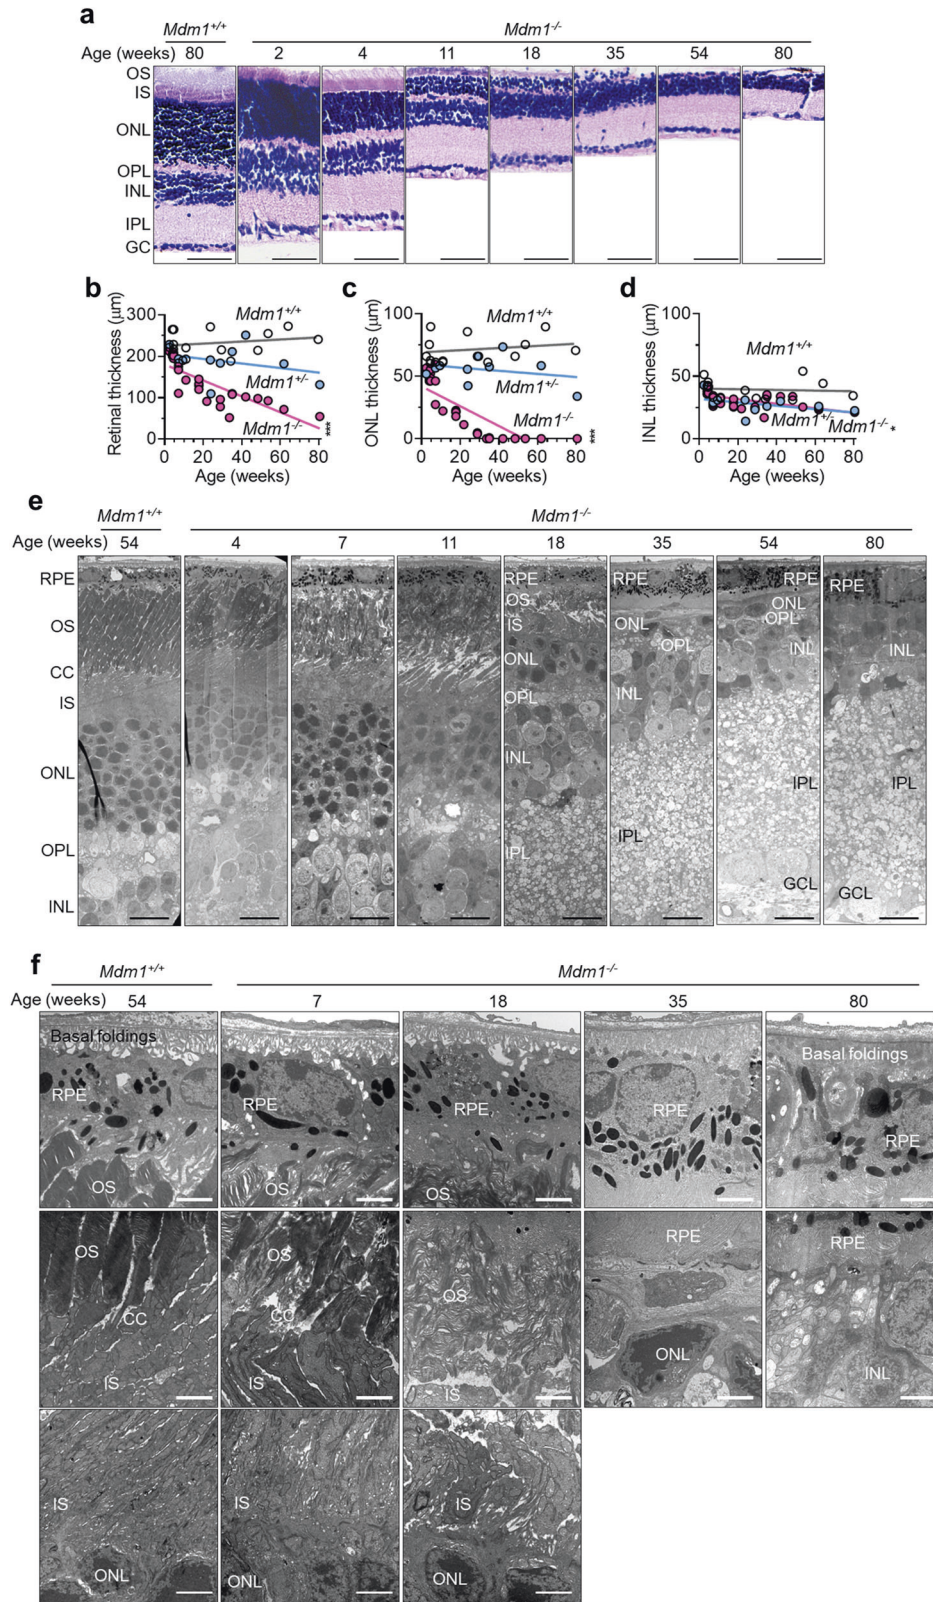 a
Mdm1+/+ Mdm1-/-
Age (weeks) 80 2 4 11 18 35 54 80
OS
IS
ONL
OPL
INL
IPL
GC
b
Retinal thickness (μm)
300
200
100
0
Mdm1+/+
Mdm1+/-
Mdm1-/-
***
0 20 40 60 80
Age (weeks)
c
ONL thickness (μm)
100
50
0
Mdm1+/+
Mdm1+/-
Mdm1-/-
***
0 20 40 60 80
Age (weeks)
d
INL thickness (μm)
100
50
0
Mdm1+/+
Mdm1+/-
Mdm1-/-
*
0 20 40 60 80
Age (weeks)
e
Mdm1+/+ Mdm1-/-
Age (weeks) 54 4 7 11 18 35 54 80
RPE
OS
CC
IS
ONL
OPL
INL
RPE
OS
IS
ONL
OPL
INL
IPL
RPE
ONL
OPL
INL
IPL
RPE
ONL
OPL
INL
IPL
GCL
RPE
INL
IPL
GCL
f
Mdm1+/+ Mdm1-/-
Age (weeks) 54 7 18 35 80
Basal foldings
RPE
OS
RPE
OS
RPE
OS
RPE
Basal foldings
RPE
OS
CC
IS
OS
CC
IS
OS
IS
RPE
ONL
RPE
INL
IS
ONL
IS
ONL
IS
ONL